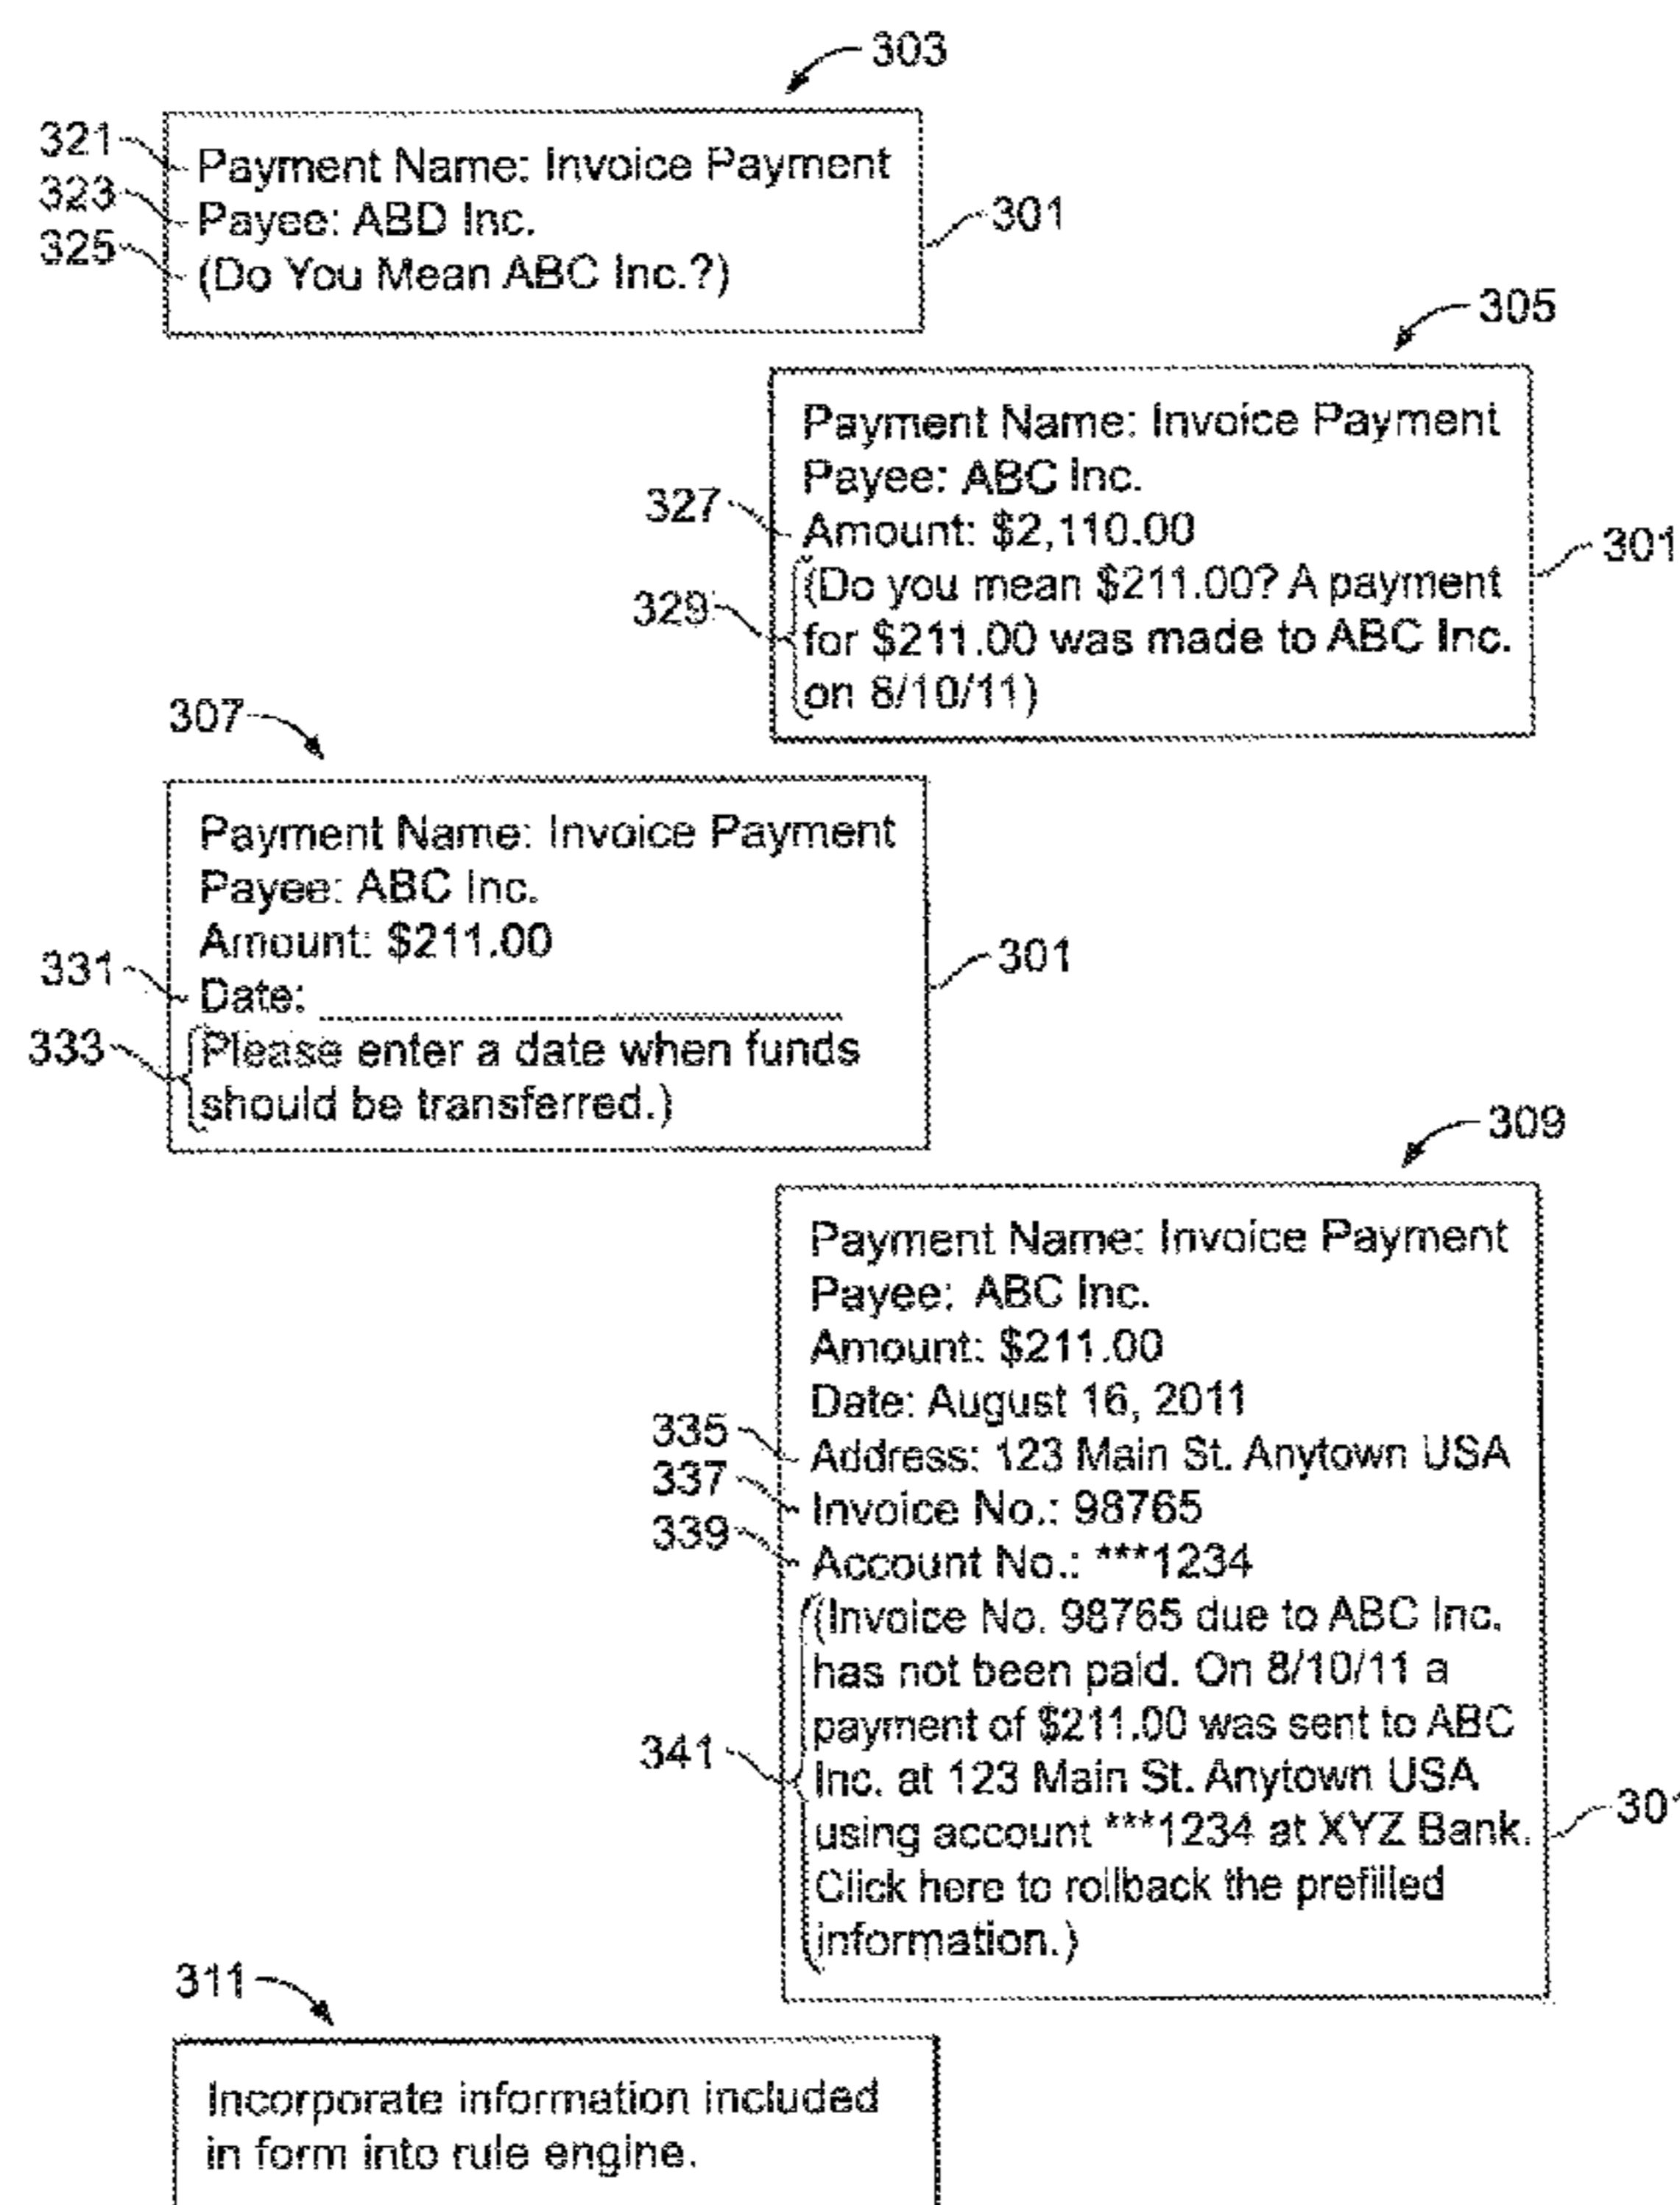 303
321
Payment Name: Invoice Payment
323
Payee: ABD Inc.
301
325
(Do You Mean ABC Inc.?)
305
Payment Name: Invoice Payment
Payee: ABC Inc.
327
Amount: $2,110.00
301
(Do you mean $211.00? A payment
329
for $211.00 was made to ABC Inc.
on 8/10/11)
307
Payment Name: Invoice Payment
Payee: ABC Inc.
Amount: $211.00
331
Date:
301
333
(Please enter a date when funds
should be transferred.)
309
Payment Name: Invoice Payment
Payee: ABC Inc.
Amount: $211.00
Date: August 16, 2011
335
Address: 123 Main St. Anytown USA
337
Invoice No.: 98765
339
Account No.: ***1234
(Invoice No. 98765 due to ABC Inc.
has not been paid. On 8/10/11 a
payment of $211.00 was sent to ABC
341
Inc. at 123 Main St. Anytown USA
301
using account ***1234 at XYZ Bank.
Click here to rollback the prefilled
information.)
311
Incorporate information included
in form into rule engine.